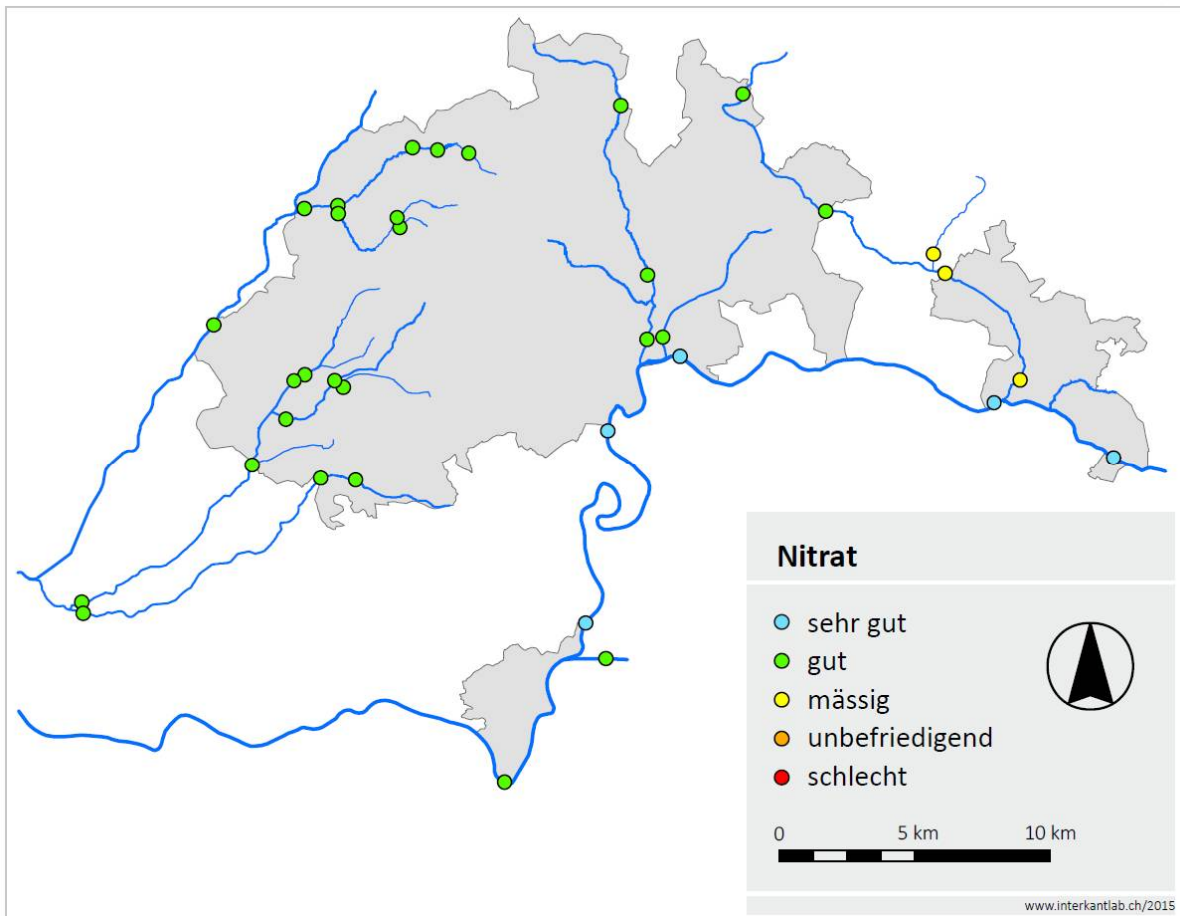 Nitrat
sehr gut
gut
mässig
unbefriedigend
schlecht
0 5 km 10 km
www.interkantlab.ch/2015